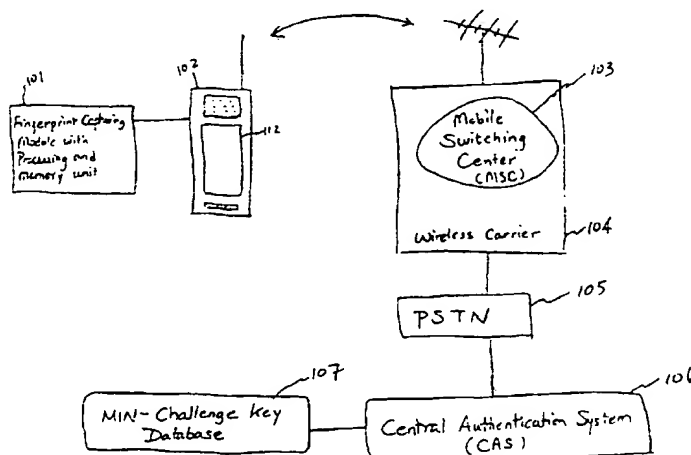 101
Fingerprint Capturing
Module with
Processing and
memory unit
102
112
103
Mobile
Switching
Center
(MSC)
Wireless Carrier
104
PSTN
105
107
MIN-Challenge Key
Database
106
Central Authentication System
(CAS)